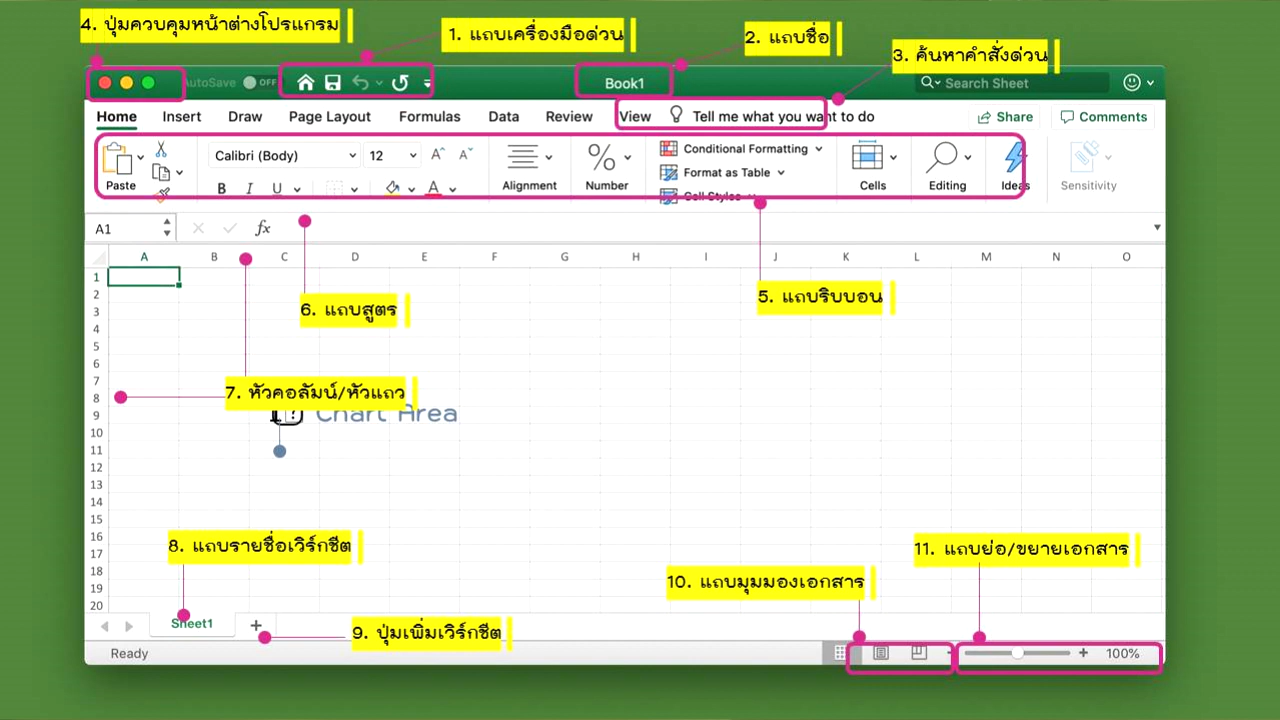 4. ปุ่มควบคุมหน้าต่างโปรแกรม
1. แถบเครื่องมือด่วน
2. แถบชื่อ
3. ค้นหาคำสั่งด่วน
AutoSave OFF Book1 Search Sheet
Home Insert Draw Page Layout Formulas Data Review View Tell me what you want to do Share Comments
Paste Calibri (Body) 12 A^ A˅ Alignment Number Conditional Formatting Cells Editing Ideas Sensitivity
B I U A Format as Table
Cell Styles
A1 fx
A B C D E F G H I J K L M N O
1
2
3
4
5
6
7
8
9
10
11
12
13
14
15
16
17
18
19
20
5. แถบริบบอน
6. แถบสูตร
7. หัวคอลัมน์/หัวแถว
Chart Area
8. แถบรายชื่อเวิร์กชีต
11. แถบย่อ/ขยายเอกสาร
10. แถบมุมมองเอกสาร
Sheet1 +
9. ปุ่มเพิ่มเวิร์กชีต
Ready - + 100%